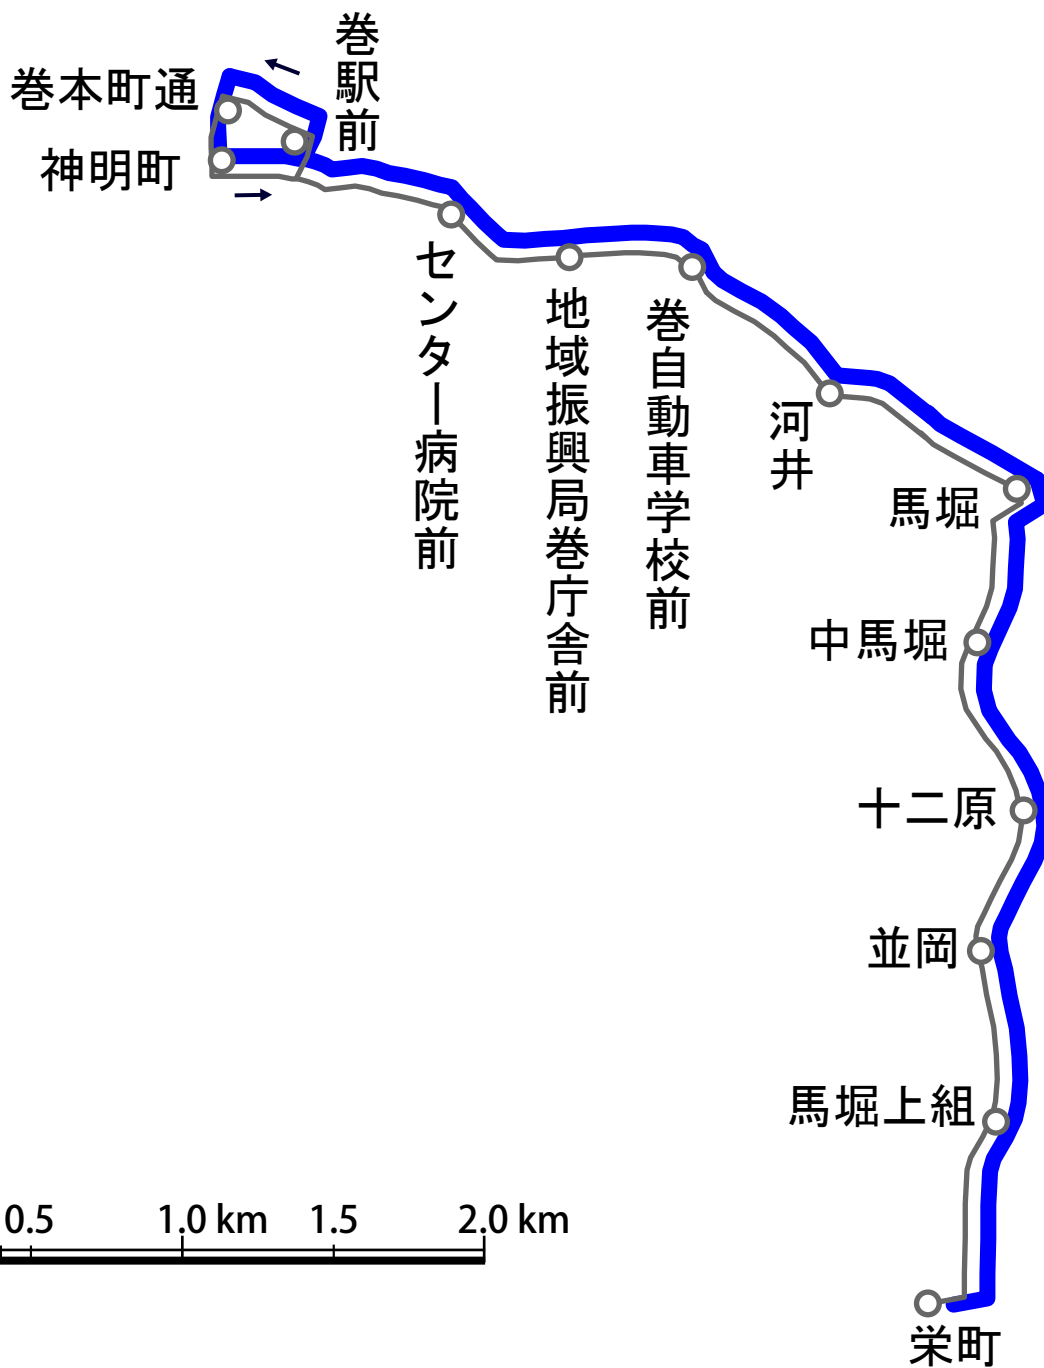 巻駅前
巻本町通
神明町
センター病院前
地域振興局巻庁舎前
巻自動車学校前
河井
馬堀
中馬堀
十二原
並岡
馬堀上組
0.5 1.0 km 1.5 2.0 km
栄町